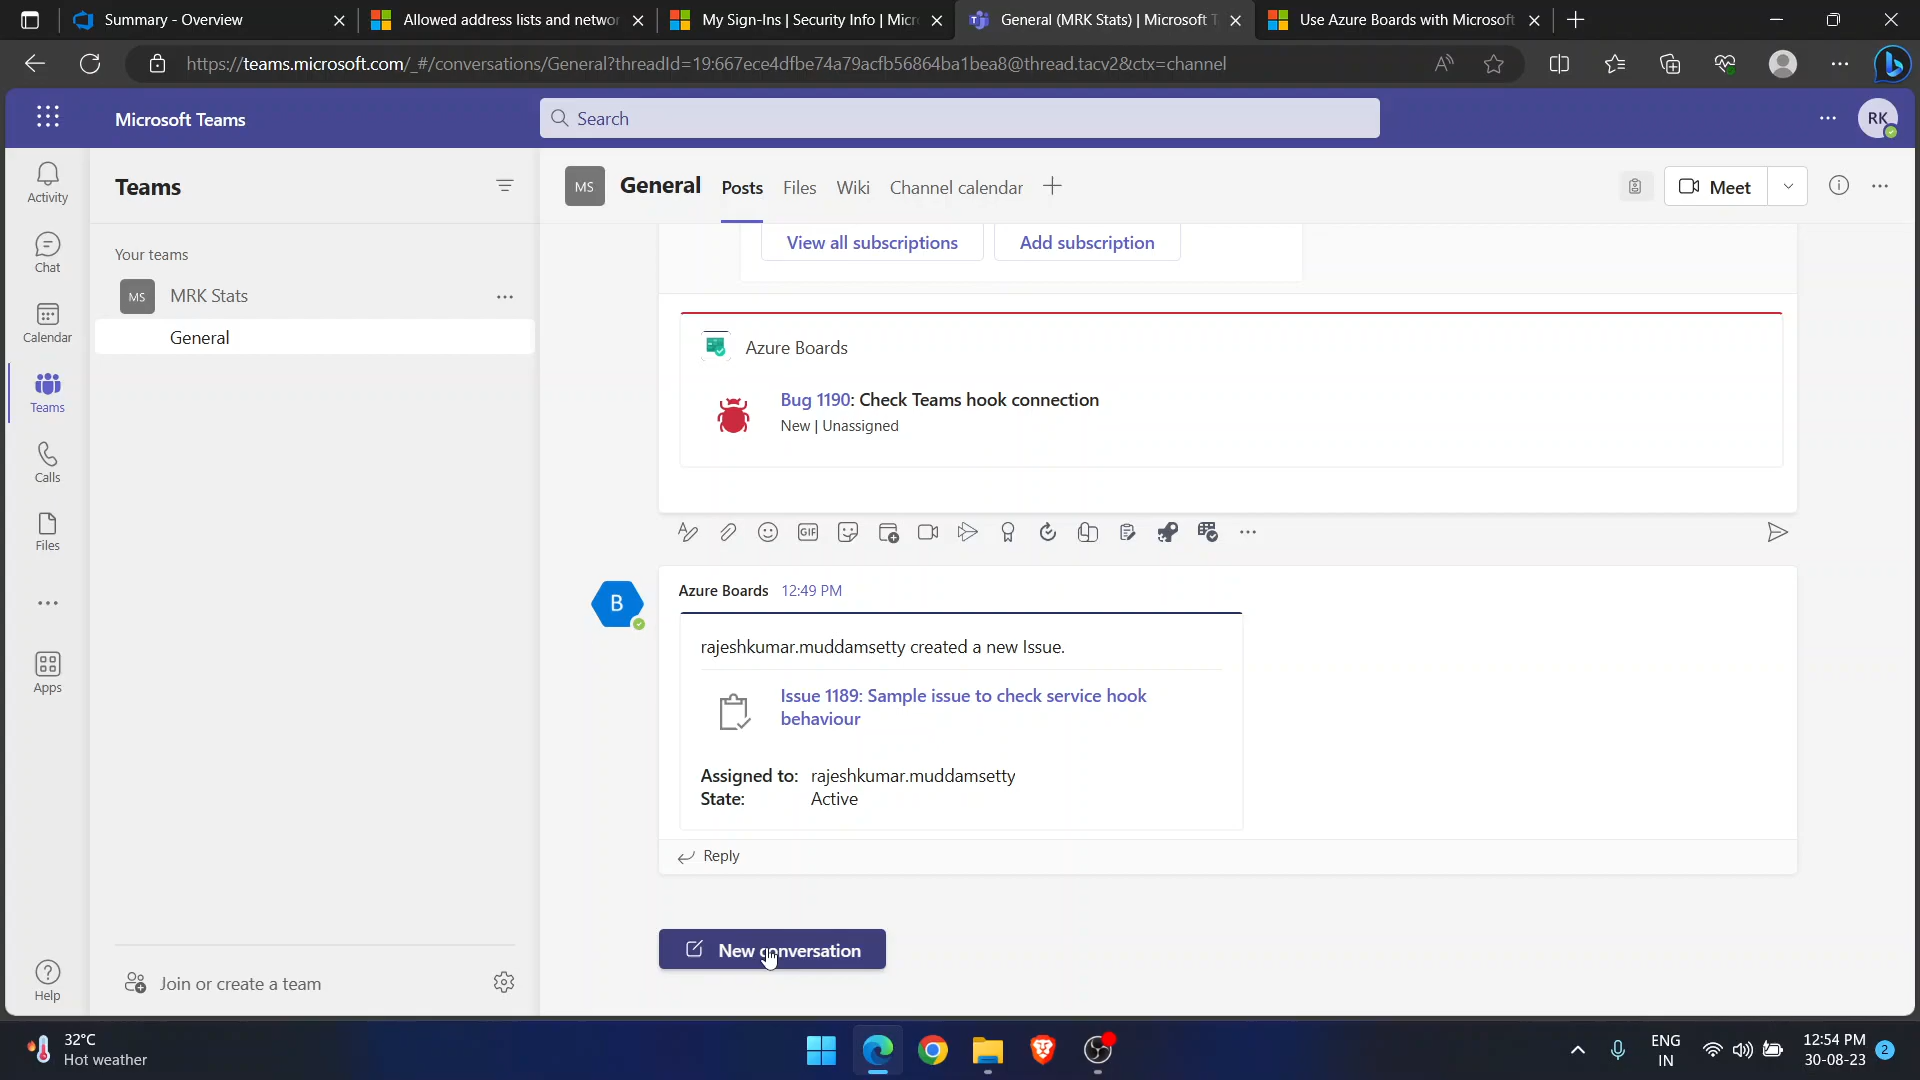 Summary - Overview
Allowed address lists and networ
My Sign-Ins | Security Info | Micr
General (MRK Stats) | Microsoft T
Use Azure Boards with Microsoft
https://teams.microsoft.com/_#/conversations/General?threadId=19:667ece4dfbe74a79acfb56864ba1bea8@thread.tacv2&ctx=channel
Microsoft Teams
Search
RK
Activity
Chat
Calendar
Teams
Calls
Files
Apps
Help
Teams
Your teams
MS MRK Stats
General
Join or create a team
MS General Posts Files Wiki Channel calendar
Meet
View all subscriptions Add subscription
Azure Boards
Bug 1190: Check Teams hook connection
New | Unassigned
GIF
B
Azure Boards 12:49 PM
rajeshkumar.muddamsetty created a new Issue.
Issue 1189: Sample issue to check service hook
behaviour
Assigned to: rajeshkumar.muddamsetty
State: Active
Reply
New conversation
32°C
Hot weather
ENG
IN
12:54 PM
30-08-23
2